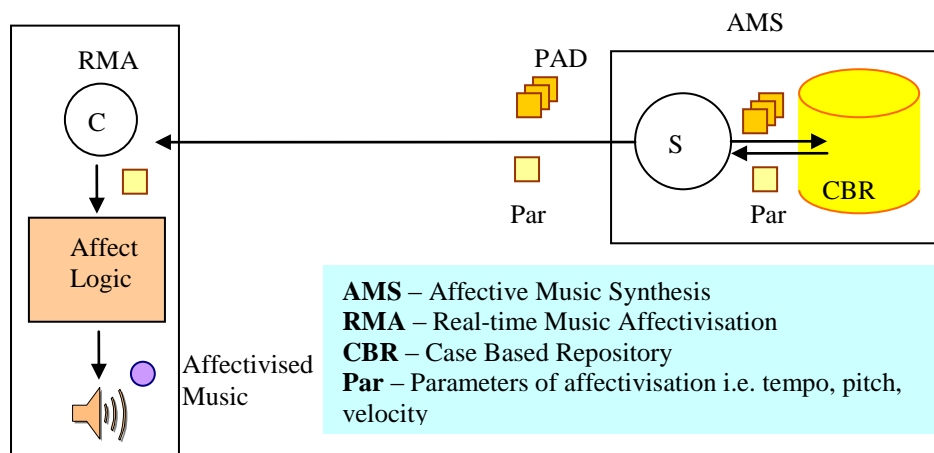 AMS
RMA
PAD
C
S
CBR
Par
Par
Affect
Logic
Affectivised
Music
AMS – Affective Music Synthesis
RMA – Real-time Music Affectivisation
CBR – Case Based Repository
Par – Parameters of affectivisation i.e. tempo, pitch,
velocity